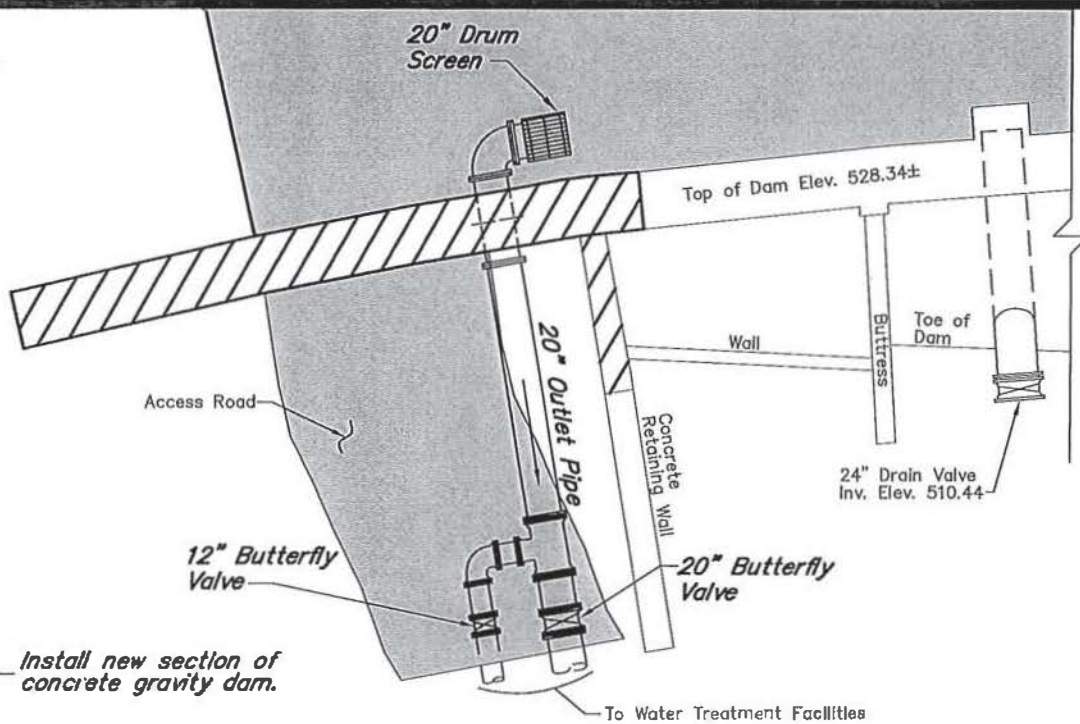 20" Drum
Screen
Top of Dam Elev. 528.34±
20" Outlet Pipe
Wall
Buttress
Toe of
Dam
Access Road
Concrete
Retaining Wall
24" Drain Valve
Inv. Elev. 510.44
12" Butterfly
Valve
20" Butterfly
Valve
Install new section of
concrete gravity dam.
To Water Treatment Facilities